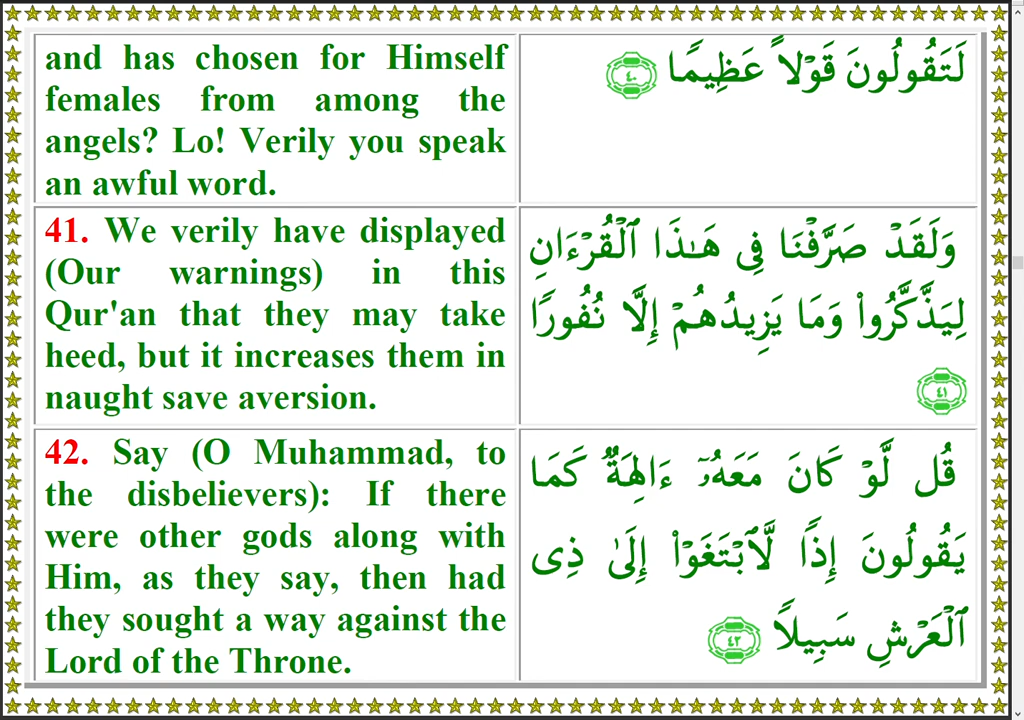 and has chosen for Himself
females from among the
angels? Lo! Verily you speak
an awful word.
لَتَقُولُونَ قَوْلاً عَظِيمًا ٤٠
41. We verily have displayed
(Our warnings) in this
Qur'an that they may take
heed, but it increases them in
naught save aversion.
وَلَقَدْ صَرَّفْنَا فِى هَـٰذَا ٱلْقُرْءَانِ
لِيَذَّكَّرُواْ وَمَا يَزِيدُهُمْ إِلَّا نُفُورًا
٤١
42. Say (O Muhammad, to
the disbelievers): If there
were other gods along with
Him, as they say, then had
they sought a way against the
Lord of the Throne.
قُل لَّوْ كَانَ مَعَهُۥٓ ءَالِهَةٌ كَمَا
يَقُولُونَ إِذًا لَّٱبْتَغَوْاْ إِلَىٰ ذِى
ٱلْعَرْشِ سَبِيلاً ٤٢